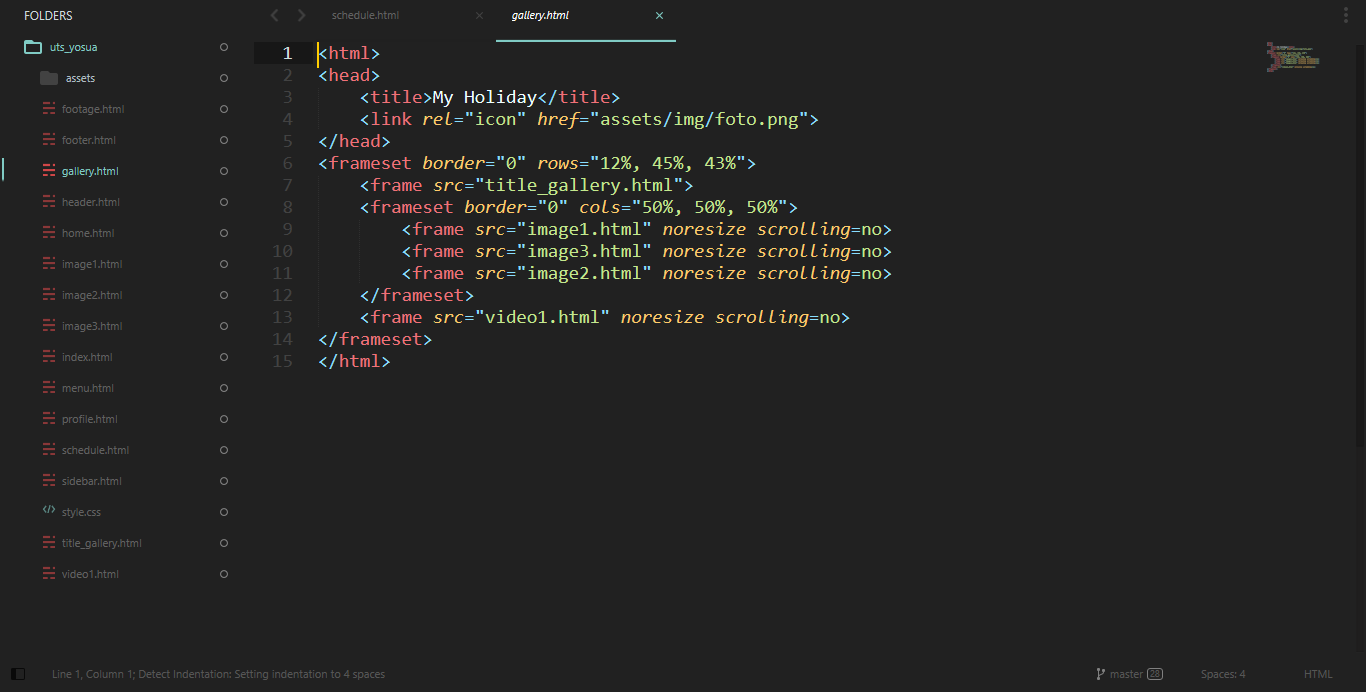 FOLDERS
uts_yosua
assets
footage.html
footer.html
gallery.html
header.html
home.html
image1.html
image2.html
image3.html
index.html
menu.html
profile.html
schedule.html
sidebar.html
style.css
title_gallery.html
video1.html
schedule.html
gallery.html
1 <html>
2 <head>
3     <title>My Holiday</title>
4     <link rel="icon" href="assets/img/foto.png">
5 </head>
6 <frameset border="0" rows="12%, 45%, 43%">
7     <frame src="title_gallery.html">
8     <frameset border="0" cols="50%, 50%, 50%">
9         <frame src="image1.html" noresize scrolling=no>
10         <frame src="image3.html" noresize scrolling=no>
11         <frame src="image2.html" noresize scrolling=no>
12     </frameset>
13     <frame src="video1.html" noresize scrolling=no>
14 </frameset>
15 </html>
Line 1, Column 1; Detect Indentation: Setting indentation to 4 spaces
master 28
Spaces: 4
HTML